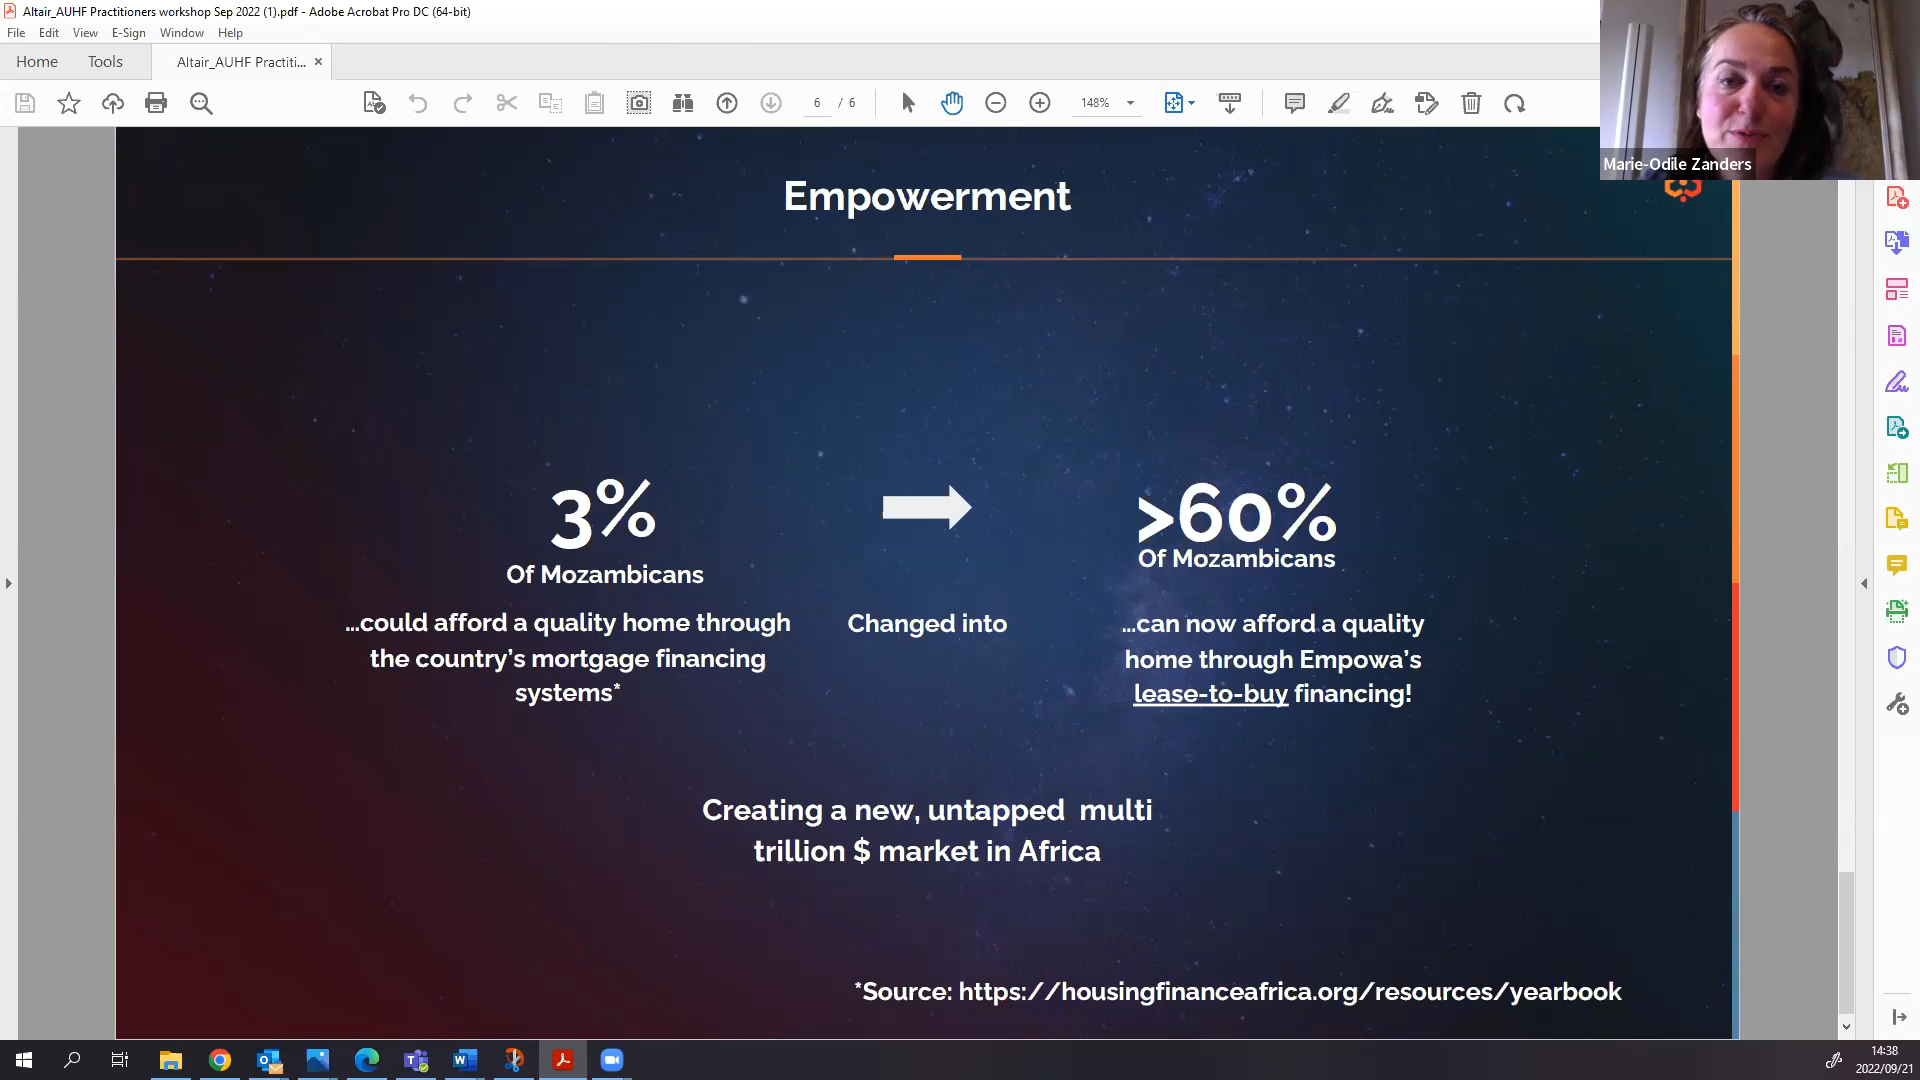 Altair_AUHF Practitioners workshop Sep 2022 (1).pdf - Adobe Acrobat Pro DC (64-bit)
File Edit View E-Sign Window Help
Home Tools Altair_AUHF Practiti... ×
6 / 6 148%
Marie-Odile Zanders
Empowerment
3%
Of Mozambicans
...could afford a quality home through
the country's mortgage financing
systems*
Changed into
>60%
Of Mozambicans
...can now afford a quality
home through Empowa's
lease-to-buy financing!
Creating a new, untapped multi
trillion $ market in Africa
*Source: https://housingfinanceafrica.org/resources/yearbook
14:38
2022/09/21